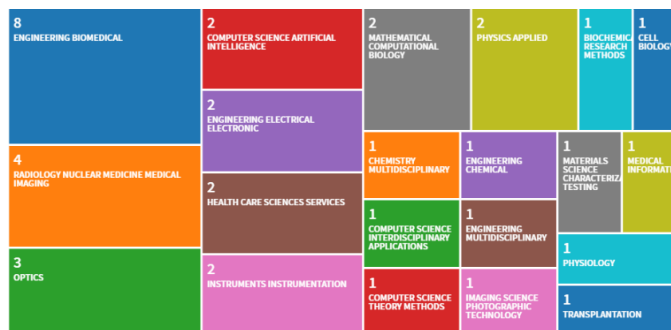 8
ENGINEERING BIOMEDICAL
4
RADIOLOGY NUCLEAR MEDICINE MEDICAL
IMAGING
3
OPTICS
2
COMPUTER SCIENCE ARTIFICIAL
INTELLIGENCE
2
ENGINEERING ELECTRICAL
ELECTRONIC
2
HEALTH CARE SCIENCES SERVICES
2
INSTRUMENTS INSTRUMENTATION
2
MATHEMATICAL
COMPUTATIONAL
BIOLOGY
2
PHYSICS APPLIED
1
BIOCHEMICA
RESEARCH
METHODS
1
CELL
BIOLOGY
1
CHEMISTRY
MULTIDISCIPLINARY
1
COMPUTER SCIENCE
INTERDISCIPLINARY
APPLICATIONS
1
COMPUTER SCIENCE
THEORY METHODS
1
ENGINEERING
CHEMICAL
1
ENGINEERING
MULTIDISCIPLINARY
1
IMAGING SCIENCE
PHOTOGRAPHIC
TECHNOLOGY
1
MATERIALS
SCIENCE
CHARACTERIZA
TESTING
1
MEDICAL
INFORMATI
1
PHYSIOLOGY
1
TRANSPLANTATION